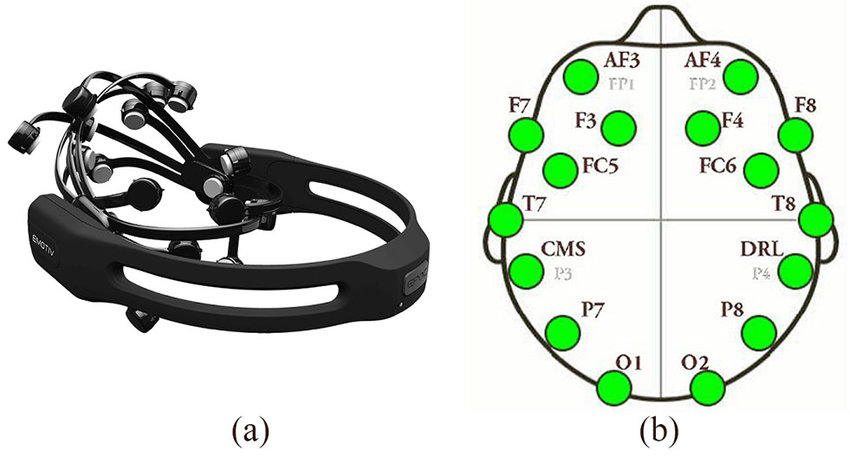 EMOTIV
AF3 AF4
FP1 FP2
F7 F3 F4 F8
FC5 FC6
T7 T8
CMS DRL
P3 P4
P7 P8
O1 O2
(a) (b)